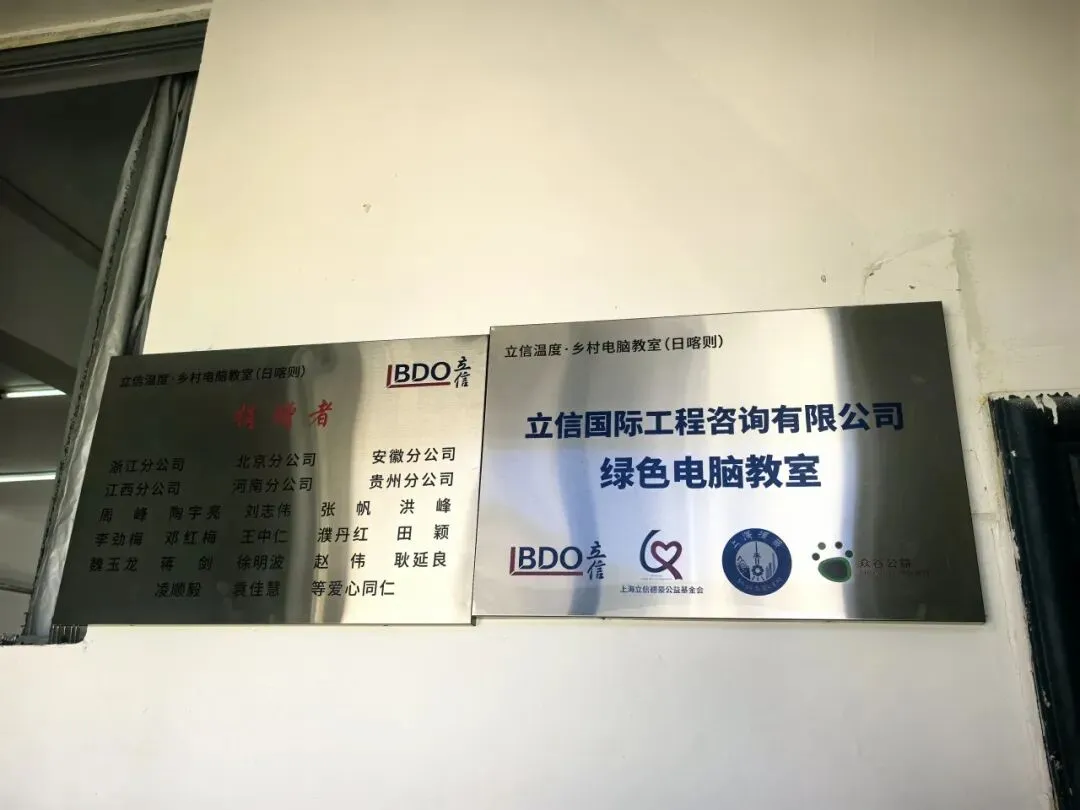 立信温度·乡村电脑教室(日喀则)
BDO 立信
捐赠者
浙江分公司 北京分公司 安徽分公司
江西分公司 河南分公司 贵州分公司
周峰 陶宇亮 刘志伟 张帆 洪峰
李劲梅 邓红梅 王中仁 濮丹红 田颖
魏玉龙 蒋剑 徐明波 赵伟 耿延良
凌顺毅 袁佳慧 等爱心同仁
立信温度·乡村电脑教室(日喀则)
立信国际工程咨询有限公司
绿色电脑教室
BDO 立信
上海立信德豪公益基金会
众谷公益